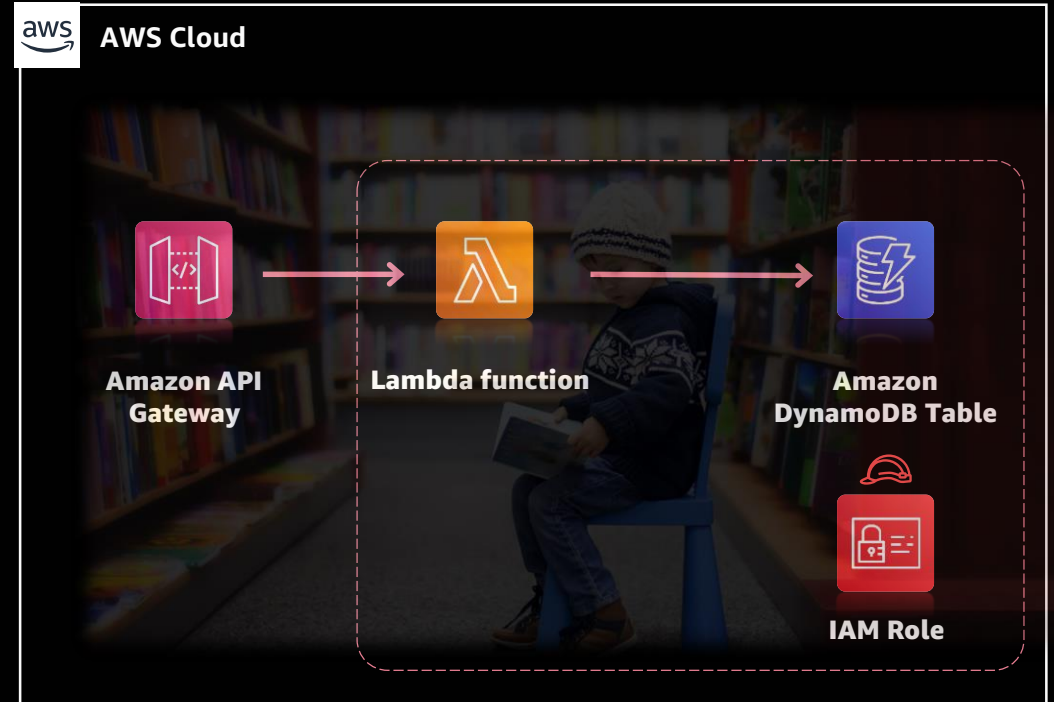 aws
AWS Cloud
</>
Amazon API
Gateway
Lambda function
Amazon
DynamoDB Table
IAM Role